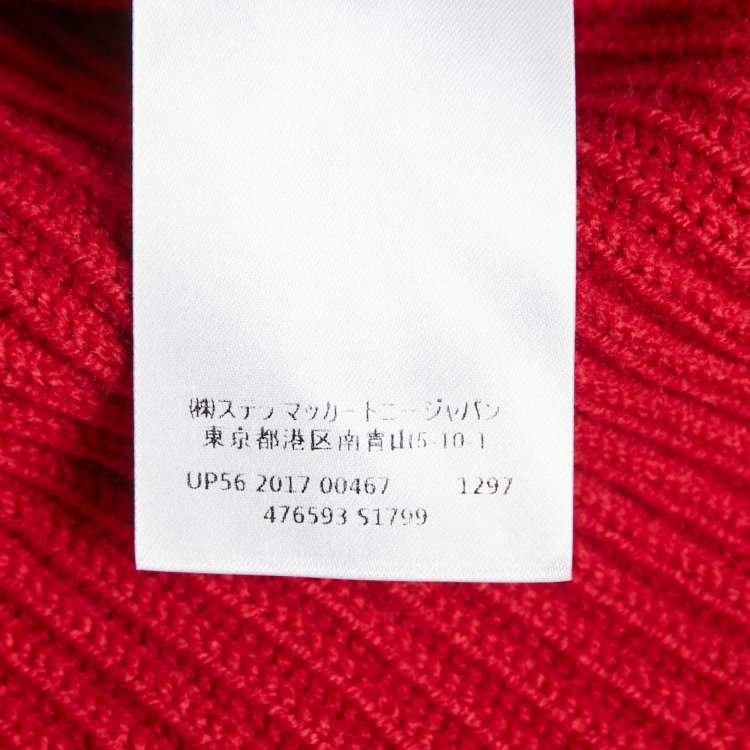 ㈱ステラ マッカートニー ジャパン
東京都港区南青山5-10-1
UP56 2017 00467 1297
476593 S1799